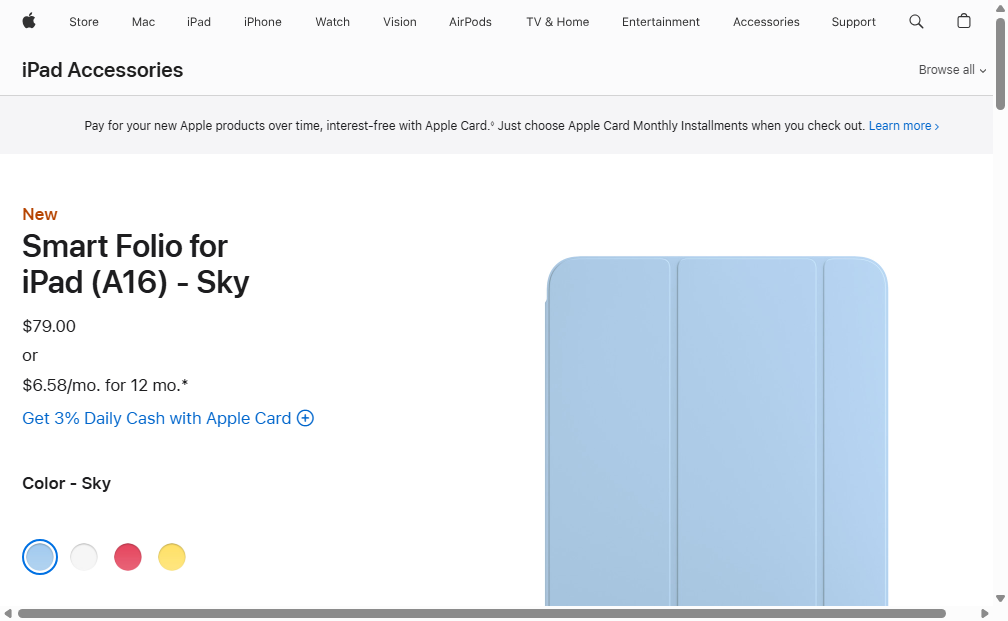 Store Mac iPad iPhone Watch Vision AirPods TV & Home Entertainment Accessories Support
iPad Accessories
Browse all
Pay for your new Apple products over time, interest-free with Apple Card.◊ Just choose Apple Card Monthly Installments when you check out. Learn more >
New
Smart Folio for
iPad (A16) - Sky
$79.00
or
$6.58/mo. for 12 mo.*
Get 3% Daily Cash with Apple Card
Color - Sky